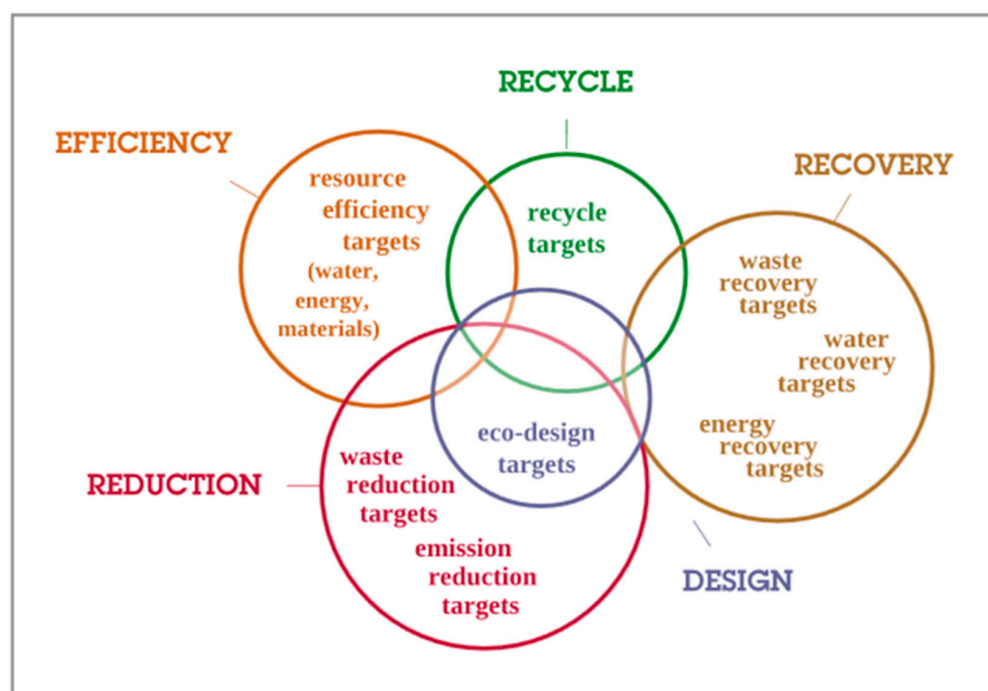 RECYCLE
EFFICIENCY
RECOVERY
resource
efficiency
targets
(water,
energy,
materials)
recycle
targets
waste
recovery
targets
water
recovery
targets
energy
recovery
targets
eco-design
targets
REDUCTION
waste
reduction
targets
emission
reduction
targets
DESIGN